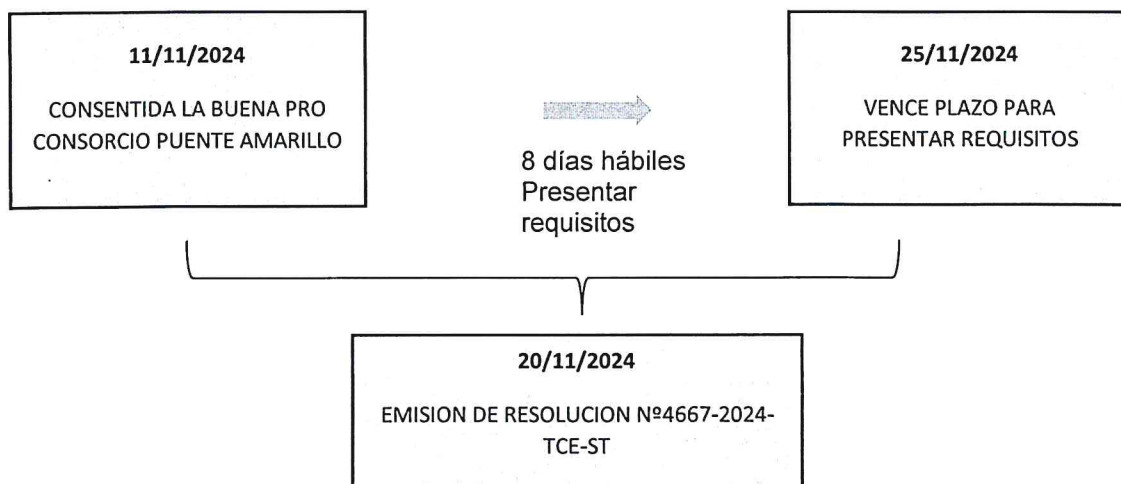 11/11/2024
CONSENTIDA LA BUENA PRO
CONSORCIO PUENTE AMARILLO
8 días hábiles
Presentar
requisitos
25/11/2024
VENCE PLAZO PARA
PRESENTAR REQUISITOS
20/11/2024
EMISION DE RESOLUCION Nº4667-2024-
TCE-ST